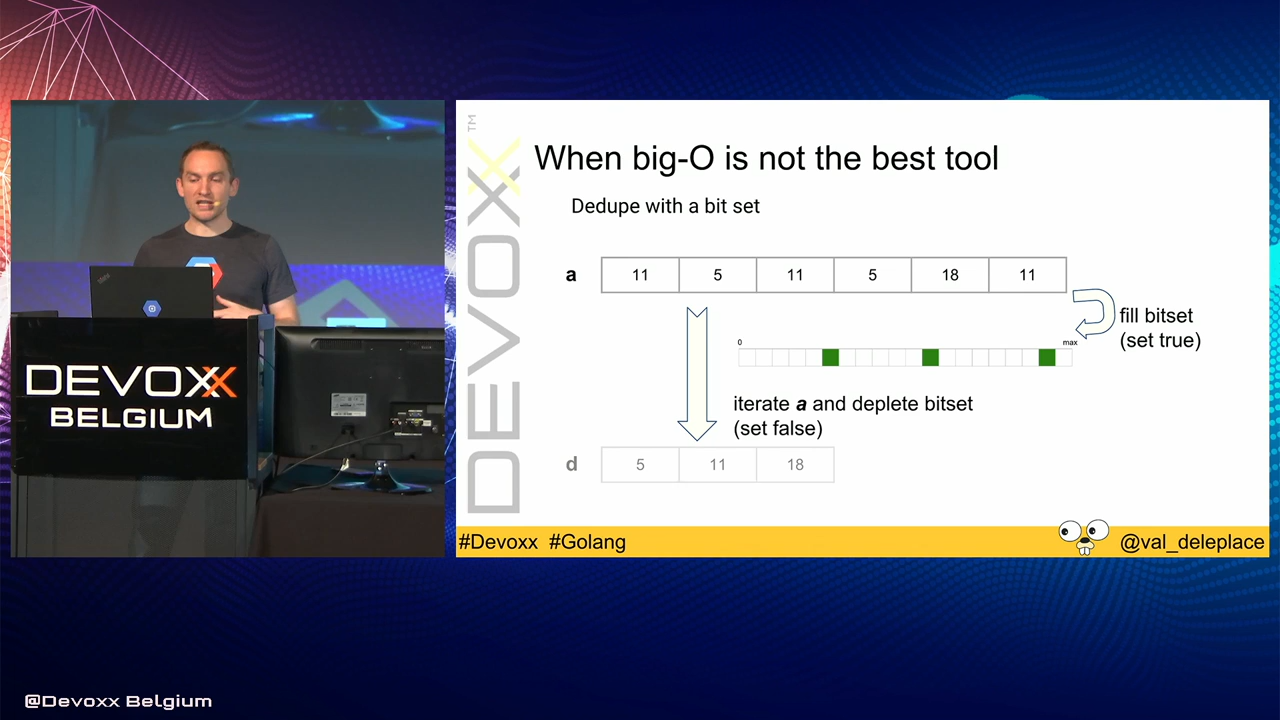 When big-O is not the best tool
Dedupe with a bit set
a
11 5 11 5 18 11
fill bitset
(set true)
0
max
iterate a and deplete bitset
(set false)
d
5 11 18
DEVOXX™
#Devoxx #Golang
@val_deleplace
DEVOXX
BELGIUM
@Devoxx Belgium